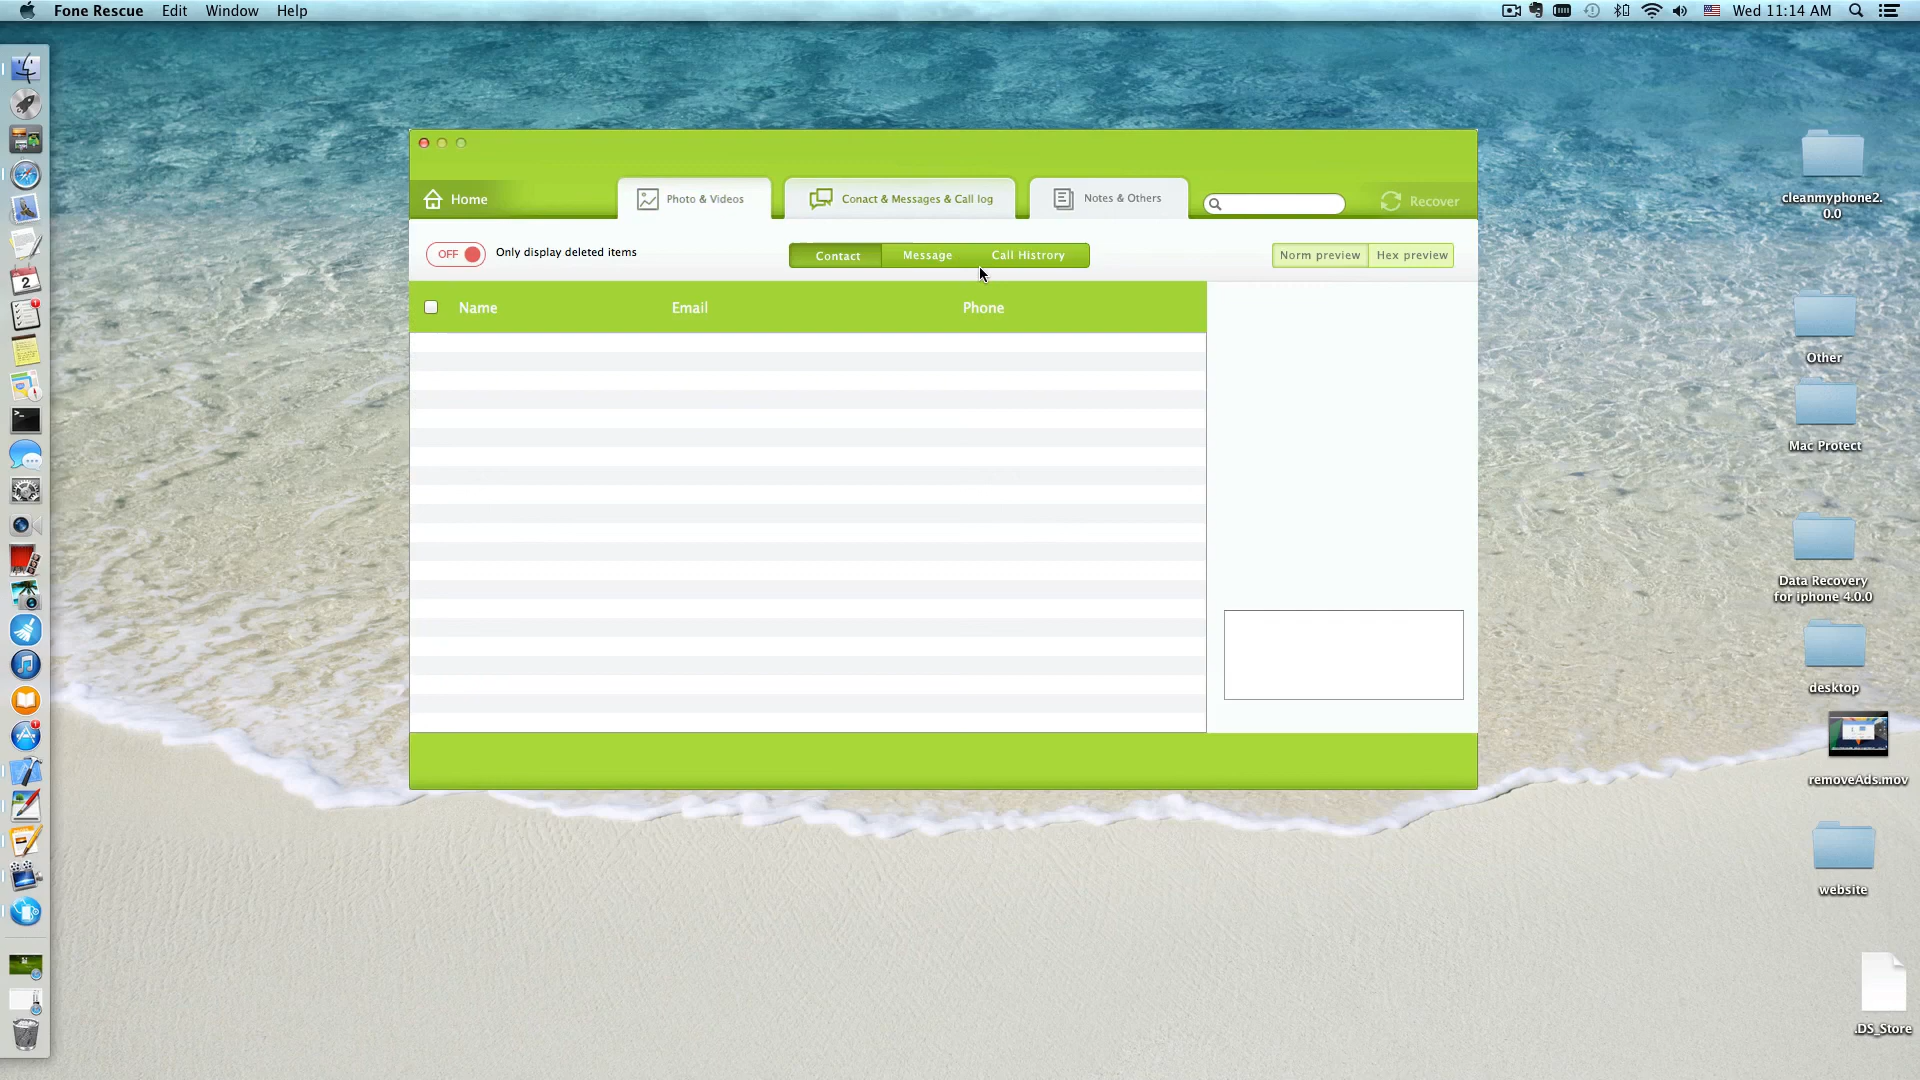 Fone Rescue Edit Window Help
Wed 11:14 AM
Home
Photo & Videos
Conact & Messages & Call log
Notes & Others
Recover
OFF
Only display deleted items
Contact
Message
Call Histrory
Norm preview
Hex preview
Name
Email
Phone
2
cleanmyphone2.
0.0
Other
Mac Protect
Data Recovery
for iphone 4.0.0
desktop
removeAds.mov
website
.DS_Store